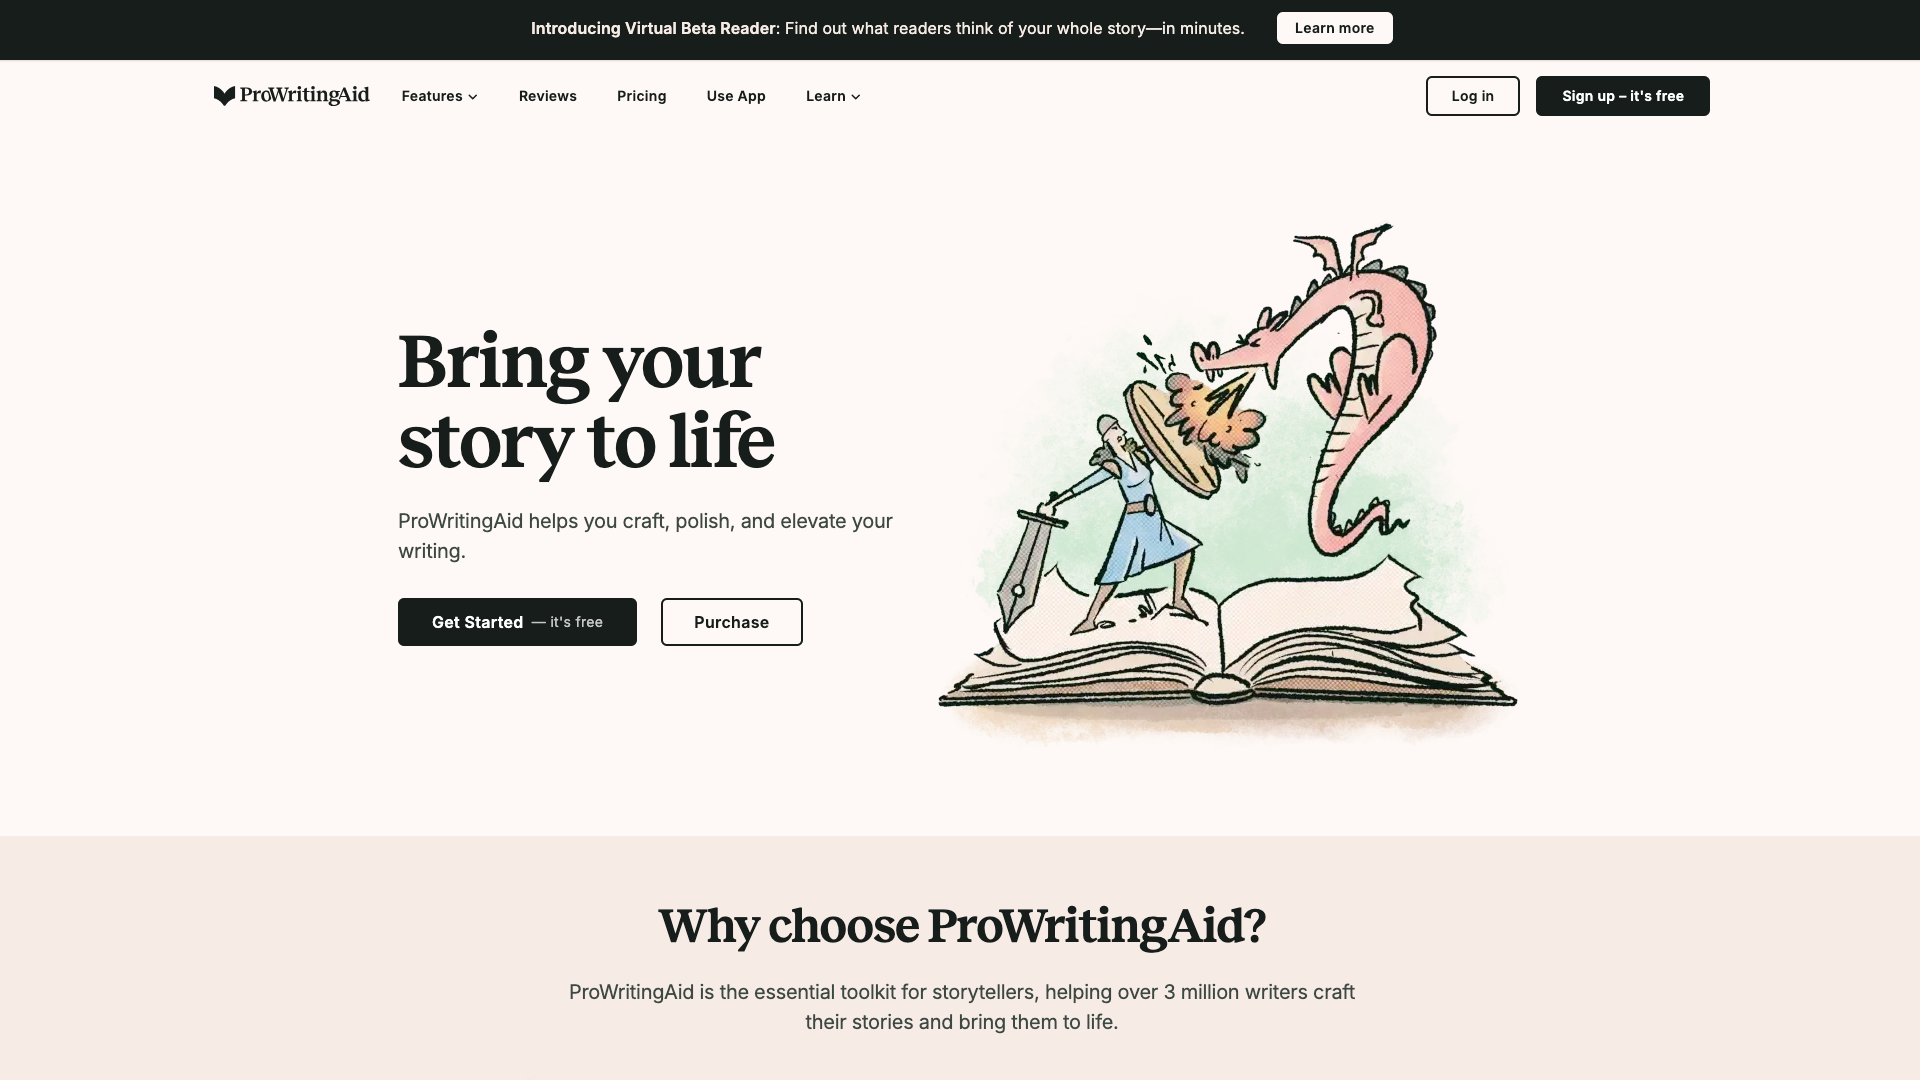 Introducing Virtual Beta Reader: Find out what readers think of your whole story—in minutes.
Learn more
ProWritingAid
Features
Reviews
Pricing
Use App
Learn
Log in
Sign up – it's free
Bring your
story to life
ProWritingAid helps you craft, polish, and elevate your
writing.
Get Started — it's free
Purchase
Why choose ProWritingAid?
ProWritingAid is the essential toolkit for storytellers, helping over 3 million writers craft
their stories and bring them to life.